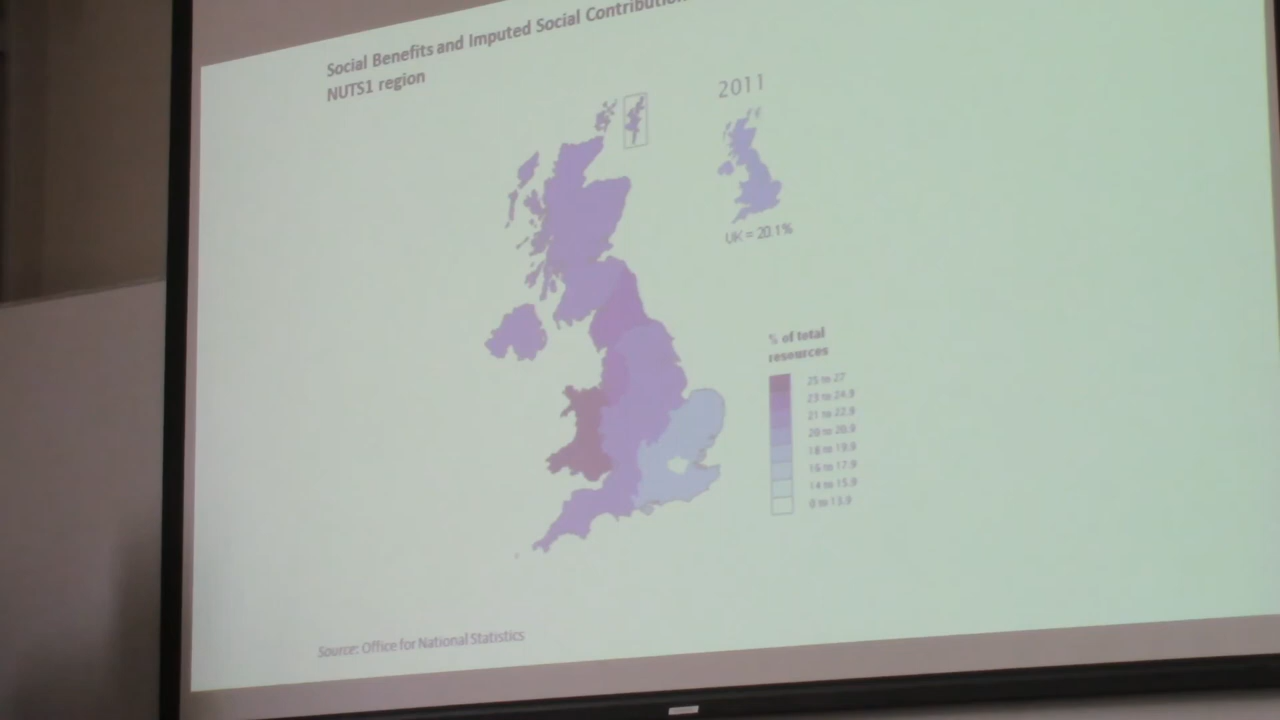 Social Benefits and Imputed Social Contribution
NUTS1 region
2011
UK = 20.1%
% of total
resources
25 to 27
23 to 24.9
21 to 22.9
20 to 20.9
18 to 19.9
16 to 17.9
14 to 15.9
0 to 13.9
Source: Office for National Statistics